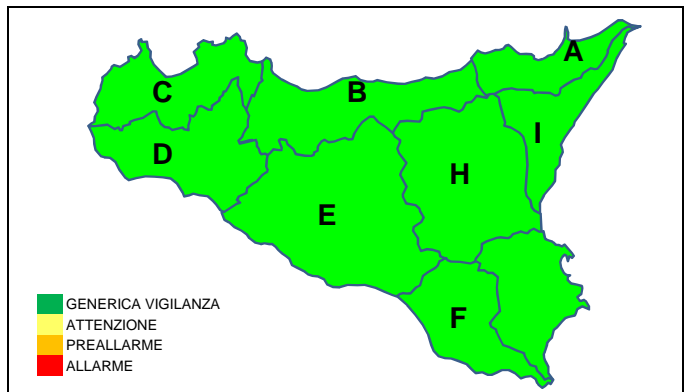 A
B
C
I
D
H
E
F
GENERICA VIGILANZA
ATTENZIONE
PREALLARME
ALLARME